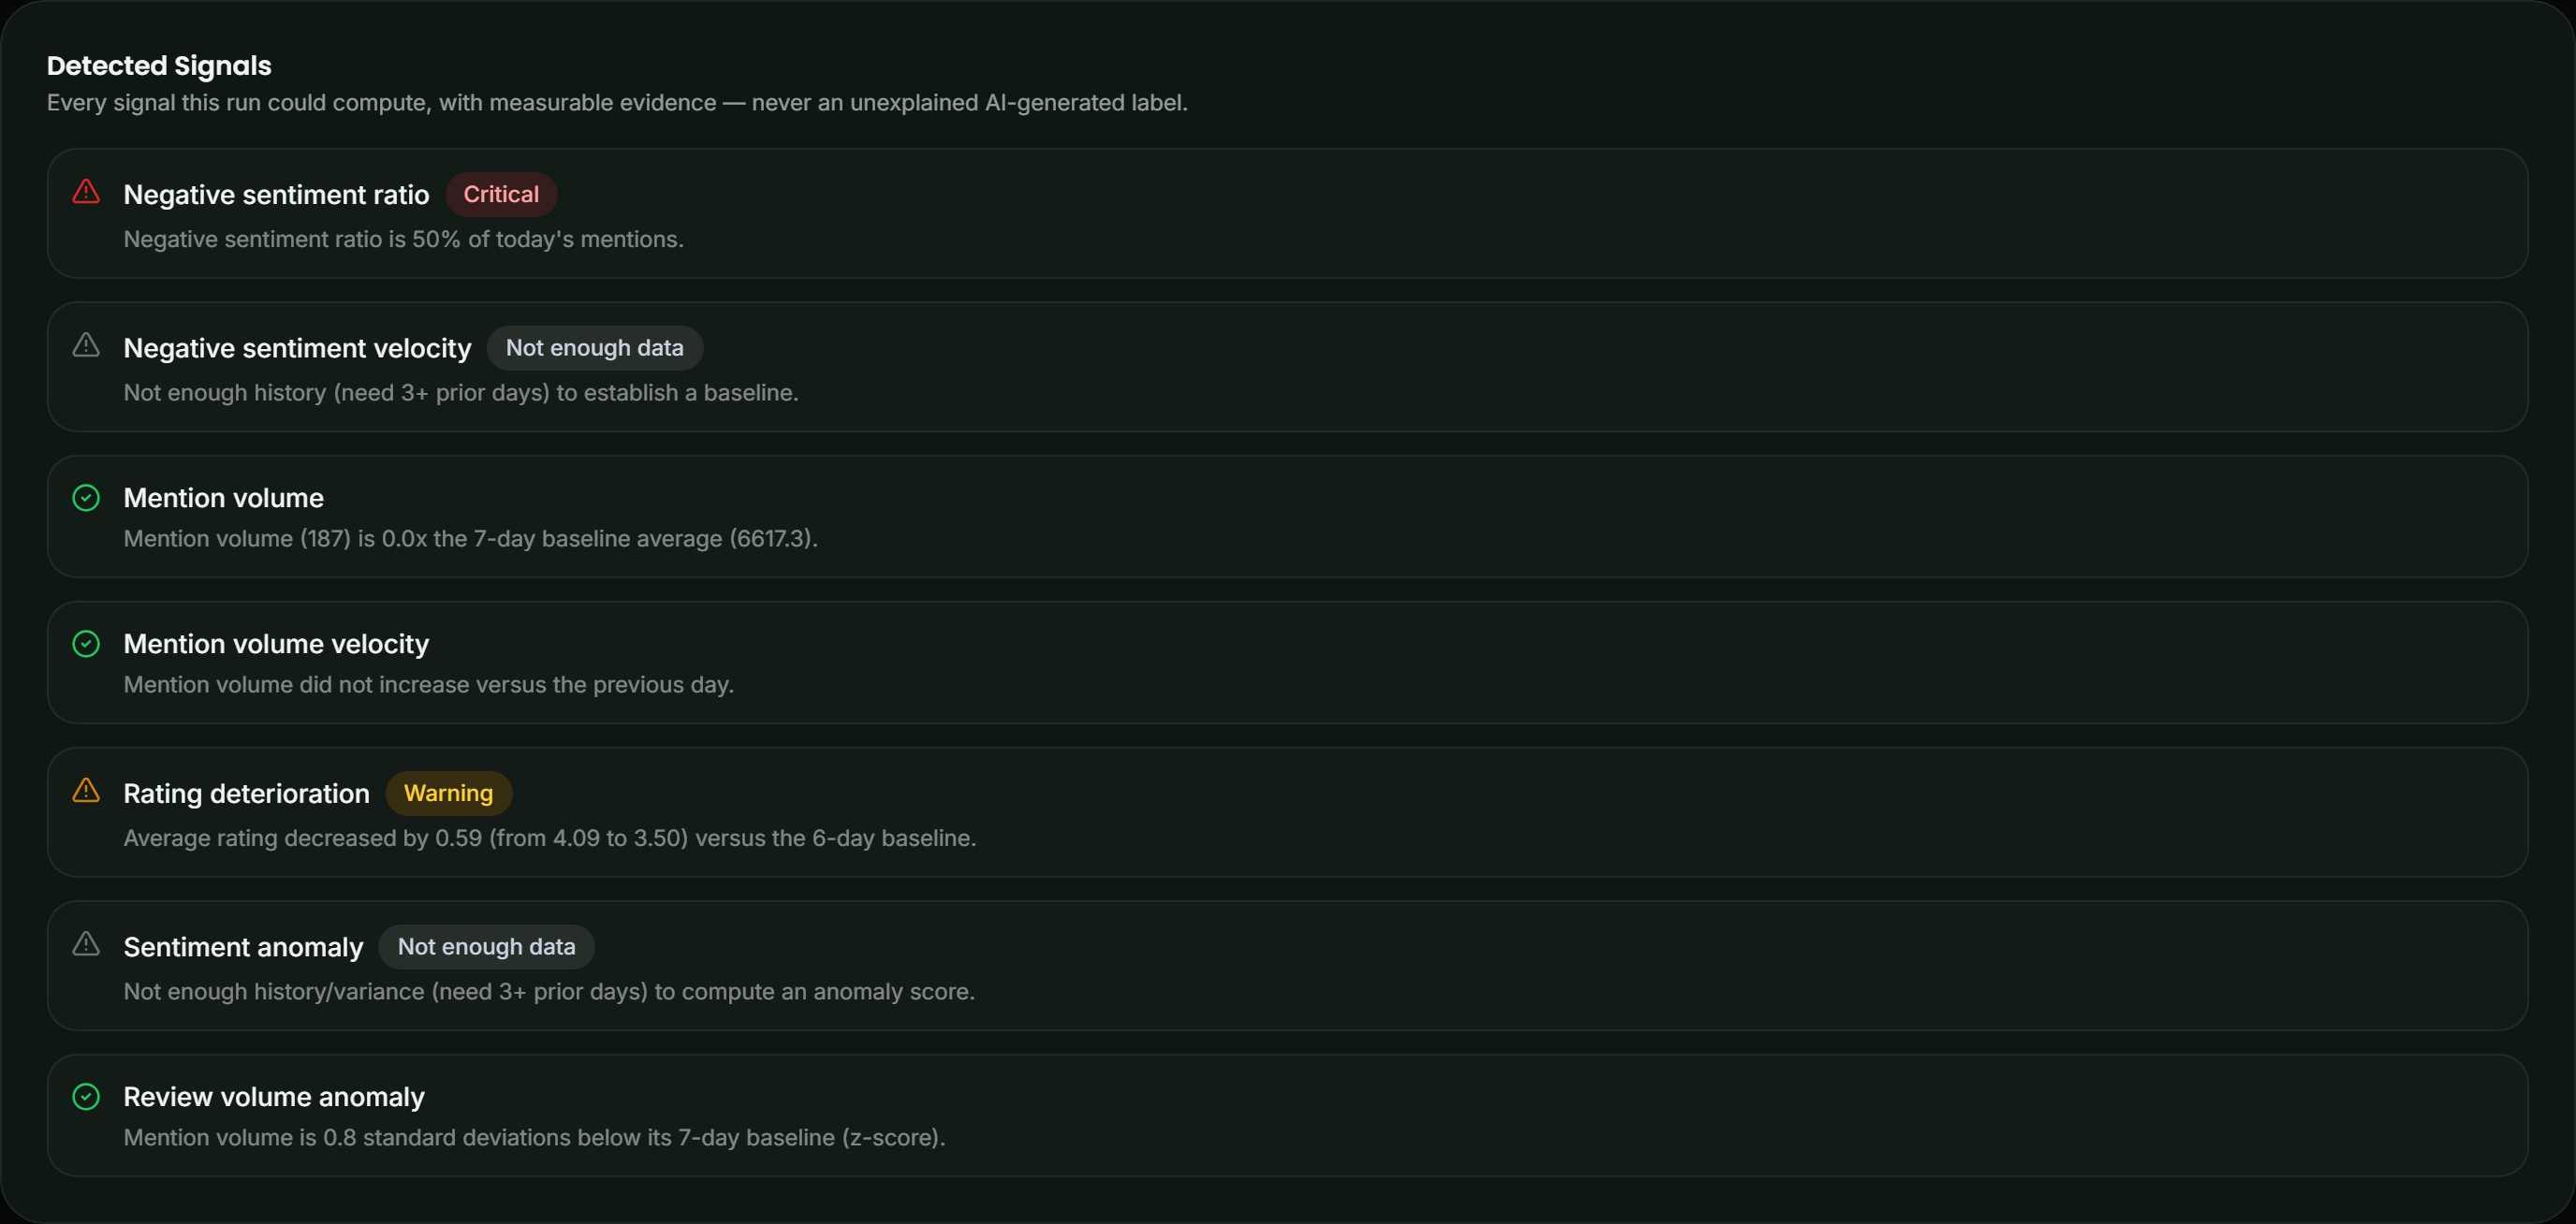 Detected Signals
Every signal this run could compute, with measurable evidence — never an unexplained AI-generated label.
Negative sentiment ratio Critical
Negative sentiment ratio is 50% of today's mentions.
Negative sentiment velocity Not enough data
Not enough history (need 3+ prior days) to establish a baseline.
Mention volume
Mention volume (187) is 0.0x the 7-day baseline average (6617.3).
Mention volume velocity
Mention volume did not increase versus the previous day.
Rating deterioration Warning
Average rating decreased by 0.59 (from 4.09 to 3.50) versus the 6-day baseline.
Sentiment anomaly Not enough data
Not enough history/variance (need 3+ prior days) to compute an anomaly score.
Review volume anomaly
Mention volume is 0.8 standard deviations below its 7-day baseline (z-score).